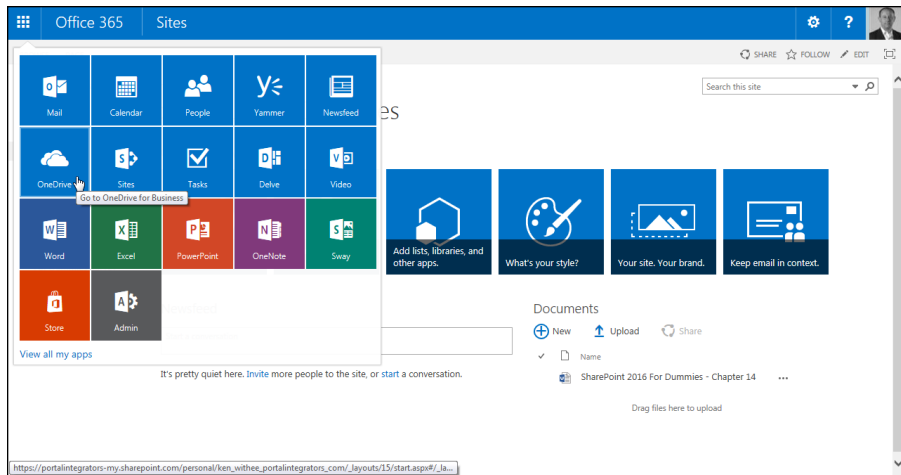 Office 365 Sites ?
SHARE FOLLOW EDIT
Search this site
es
Mail Calendar People Yammer Newsfeed
OneDrive Sites Tasks Delve Video
Go to OneDrive for Business
Word Excel PowerPoint OneNote Sway
Store Admin
View all my apps
Add lists, libraries, and
other apps.
What's your style?
Your site. Your brand.
Keep email in context.
Documents
New Upload Share
Name
SharePoint 2016 For Dummies - Chapter 14 ...
Drag files here to upload
It's pretty quiet here. Invite more people to the site, or start a conversation.
https://portalintegrators-my.sharepoint.com/personal/ken_withee_portalintegrators_com/_layouts/15/start.aspx#/_la...